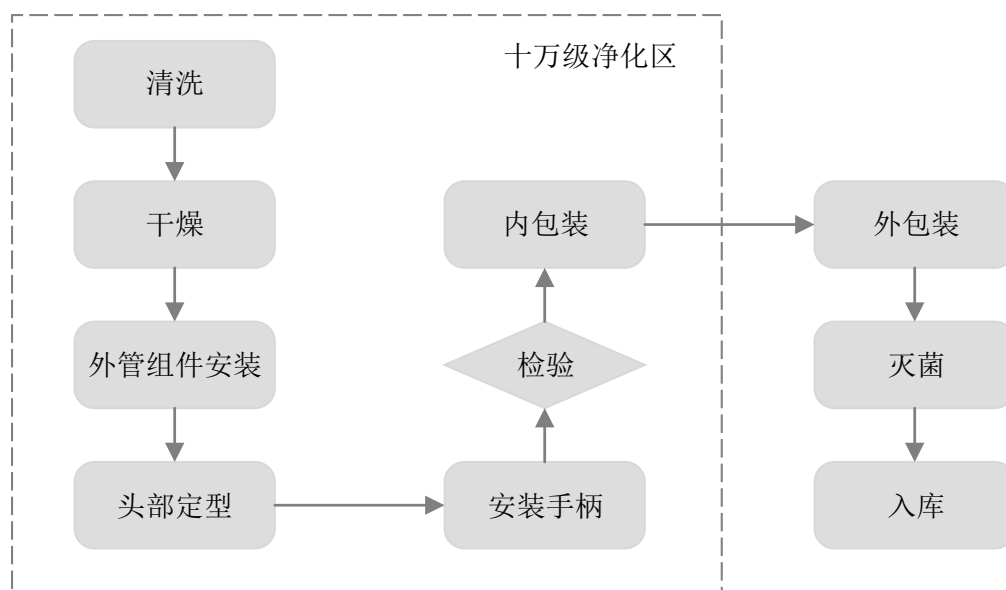 十万级净化区
清洗
干燥
外管组件安装
头部定型
安装手柄
检验
内包装
外包装
灭菌
入库